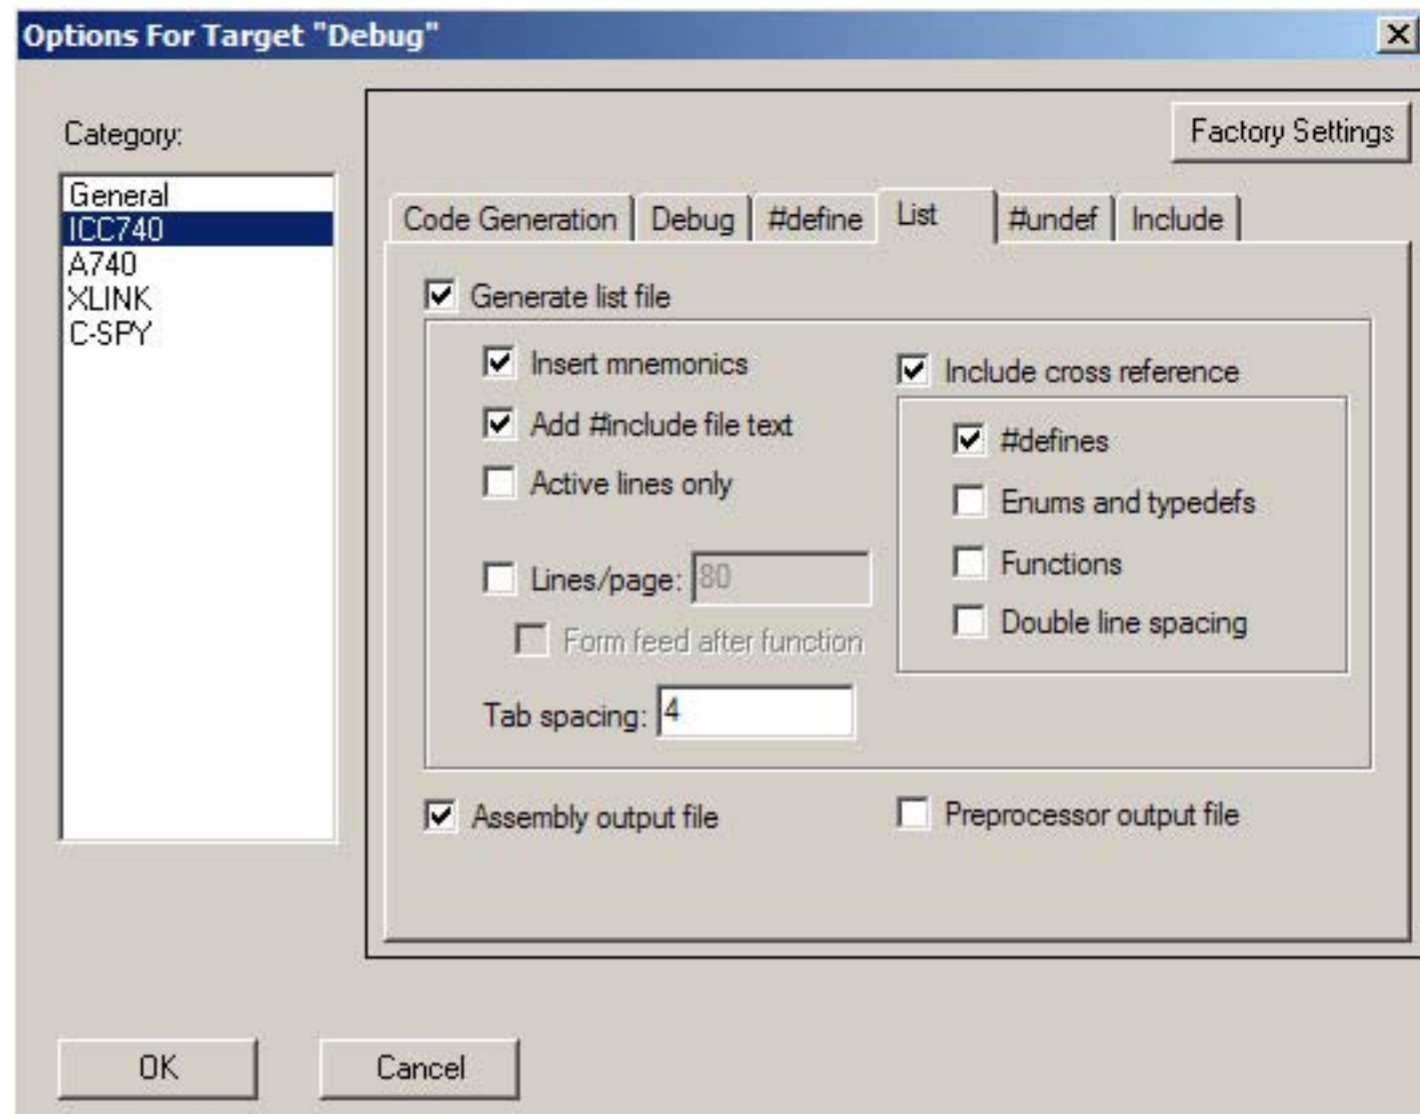 Options For Target "Debug"
Category:
Factory Settings
General
ICC740
A740
XLINK
C-SPY
Code Generation Debug #define List #undef Include
Generate list file
Insert mnemonics
Add #include file text
Active lines only
Lines/page: 80
Form feed after function
Tab spacing: 4
Include cross reference
#defines
Enums and typedefs
Functions
Double line spacing
Assembly output file
Preprocessor output file
OK
Cancel